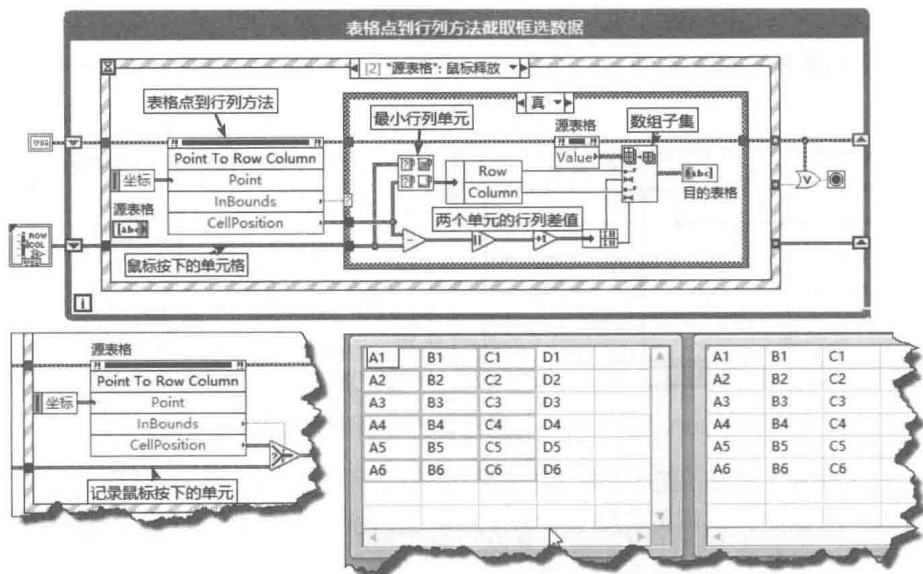 表格点到行列方法截取框选数据
[2] "源表格": 鼠标释放
表格点到行列方法
真
最小行列单元
源表格
数组子集
Point To Row Column
Value
坐标
Point
Row
[abc]
InBounds
Column
目的表格
源表格
CellPosition
两个单元的行列差值
[abc]
ROW
COL
鼠标按下的单元格
i
源表格
Point To Row Column
坐标
Point
InBounds
CellPosition
记录鼠标按下的单元
A1 B1 C1 D1
A2 B2 C2 D2
A3 B3 C3 D3
A4 B4 C4 D4
A5 B5 C5 D5
A6 B6 C6 D6
A1 B1 C1
A2 B2 C2
A3 B3 C3
A4 B4 C4
A5 B5 C5
A6 B6 C6